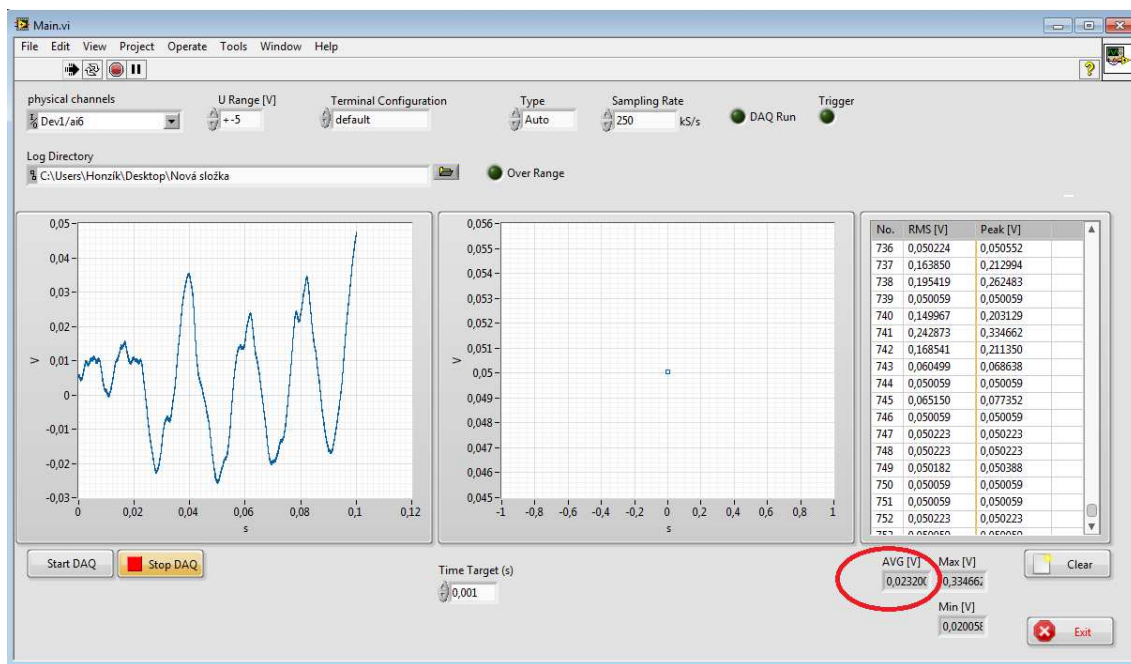 Main.vi
File Edit View Project Operate Tools Window Help
physical channels U Range [V] Terminal Configuration Type Sampling Rate Trigger
Dev1/ai6 +-5 default Auto 250 kS/s DAQ Run
Log Directory
C:\Users\Honzík\Desktop\Nová složka Over Range
0,05
0,04
0,03
0,02
0,01
0
-0,01
-0,02
-0,03
V
0 0,02 0,04 0,06 0,08 0,1 0,12
s
0,056
0,055
0,054
0,053
0,052
0,051
0,05
0,049
0,048
0,047
0,046
0,045
V
-1 -0,8 -0,6 -0,4 -0,2 0 0,2 0,4 0,6 0,8 1
s
No. RMS [V] Peak [V]
736 0,050224 0,050552
737 0,163850 0,212994
738 0,195419 0,262483
739 0,050059 0,050059
740 0,149967 0,203129
741 0,242873 0,334662
742 0,168541 0,211350
743 0,060499 0,068638
744 0,050059 0,050059
745 0,065150 0,077352
746 0,050059 0,050059
747 0,050223 0,050223
748 0,050223 0,050223
749 0,050182 0,050388
750 0,050059 0,050059
751 0,050059 0,050059
752 0,050223 0,050223
Start DAQ Stop DAQ
Time Target (s)
0,001
AVG [V] Max [V] Clear
0,02320 0,33466
Min [V]
0,02005 Exit